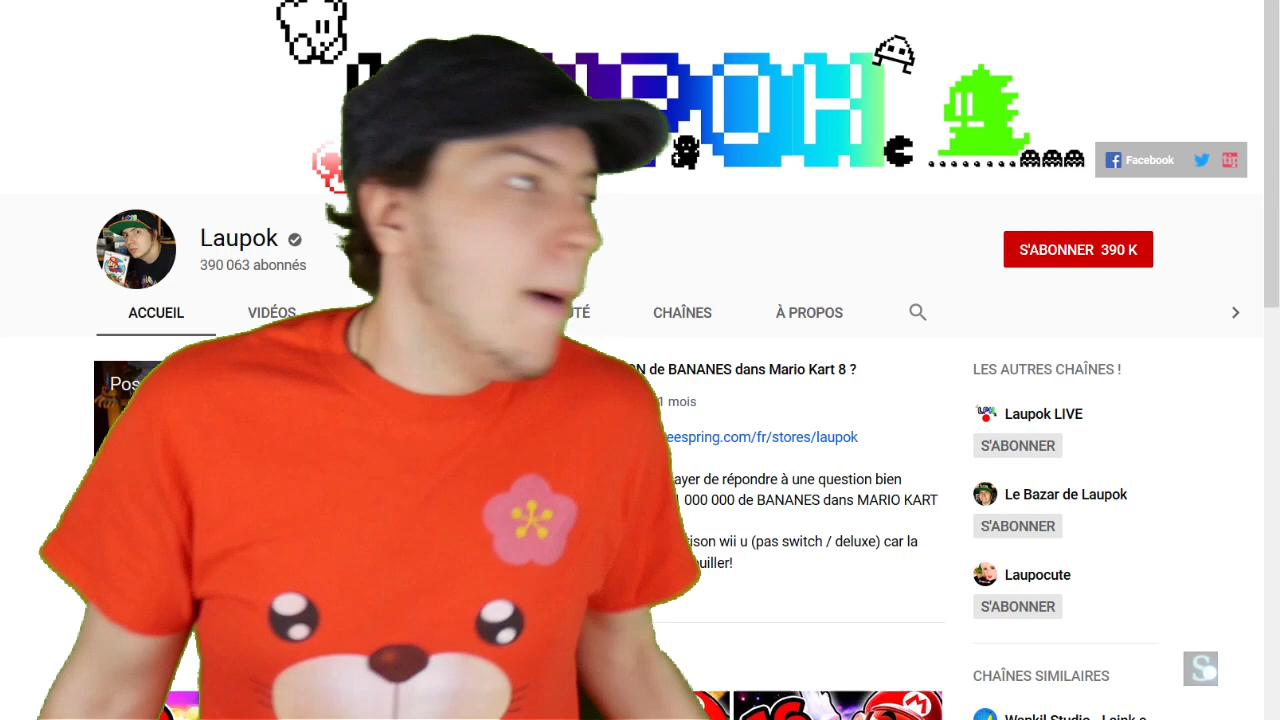 UPOK
Facebook
tip
Laupok
390 063 abonnés
S'ABONNER 390 K
ACCUEIL
VIDÉOS
CHAÎNES
À PROPOS
de BANANES dans Mario Kart 8 ?
1 mois
eespring.com/fr/stores/laupok
ayer de répondre à une question bien
1 000 000 de BANANES dans MARIO KART
ison wii u (pas switch / deluxe) car la
uiller!
LES AUTRES CHAÎNES !
Laupok LIVE
S'ABONNER
Le Bazar de Laupok
S'ABONNER
Laupocute
S'ABONNER
CHAÎNES SIMILAIRES